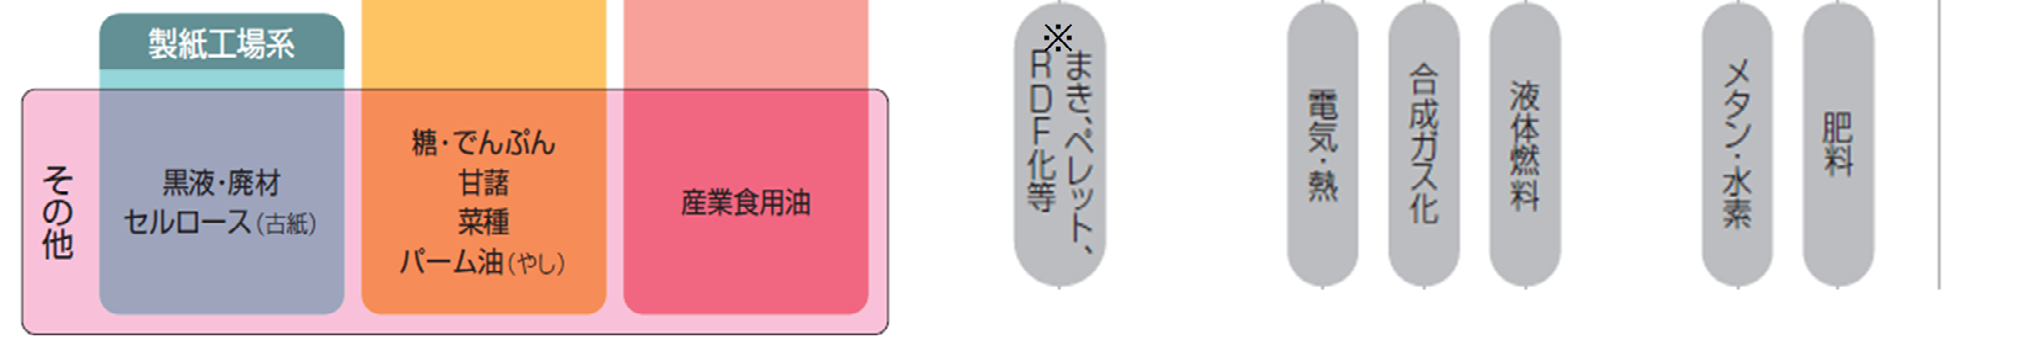 製紙工場系
その他
黒液・廃材
セルロース(古紙)
糖・でんぷん
甘藷
菜種
パーム油(やし)
産業食用油
※
まき、ペレット、
RDF化等
電気・熱
合成ガス化
液体燃料
メタン・水素
肥料